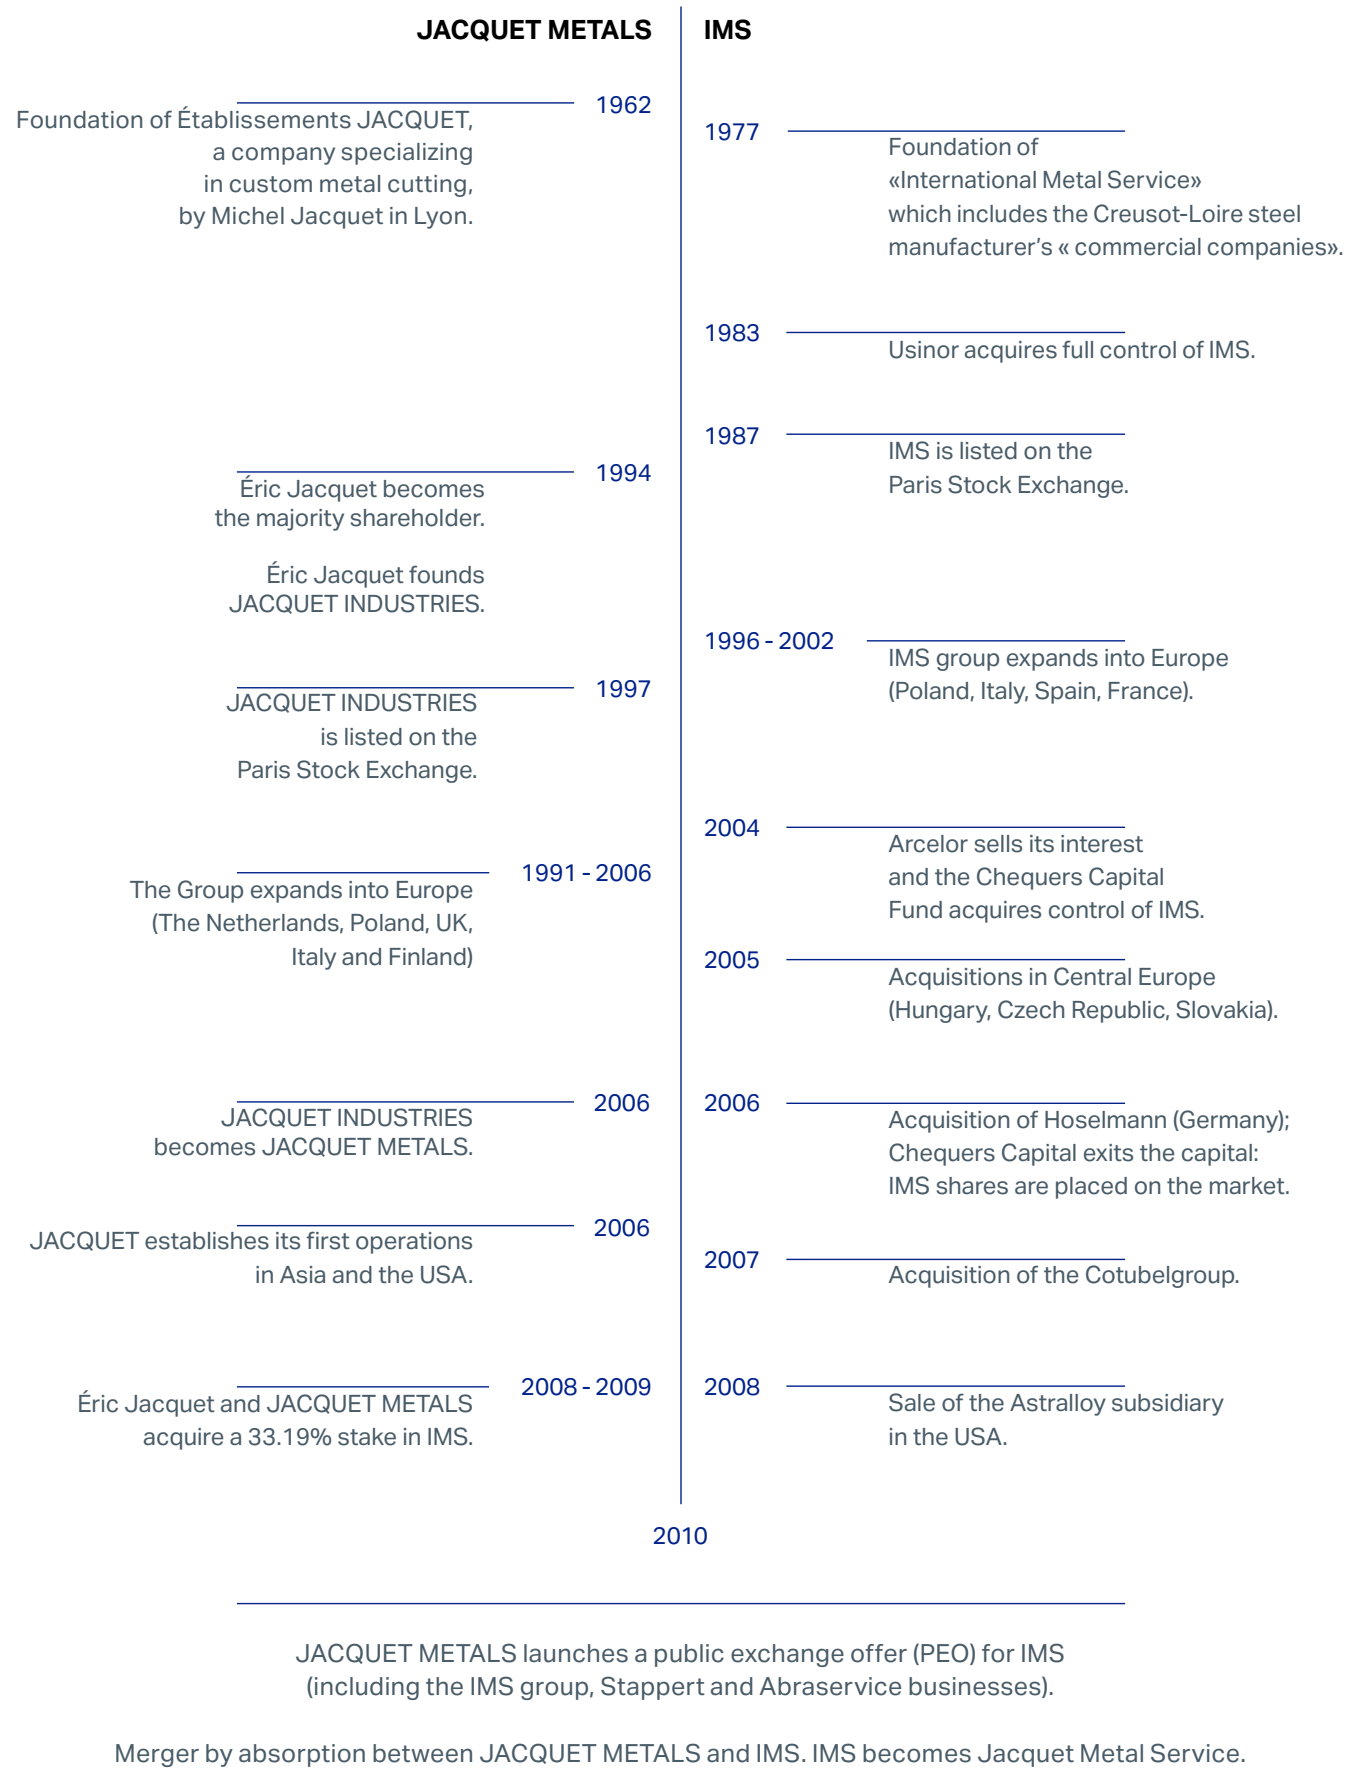 JACQUET METALS
1962
Foundation of Établissements JACQUET,
a company specializing
in custom metal cutting,
by Michel Jacquet in Lyon.
1994
Éric Jacquet becomes
the majority shareholder.
Éric Jacquet founds
JACQUET INDUSTRIES.
1997
JACQUET INDUSTRIES
is listed on the
Paris Stock Exchange.
1991 - 2006
The Group expands into Europe
(The Netherlands, Poland, UK,
Italy and Finland)
2006
JACQUET INDUSTRIES
becomes JACQUET METALS.
2006
JACQUET establishes its first operations
in Asia and the USA.
2008 - 2009
Éric Jacquet and JACQUET METALS
acquire a 33.19% stake in IMS.
IMS
1977
Foundation of
«International Metal Service»
which includes the Creusot-Loire steel
manufacturer’s « commercial companies».
1983
Usinor acquires full control of IMS.
1987
IMS is listed on the
Paris Stock Exchange.
1996 - 2002
IMS group expands into Europe
(Poland, Italy, Spain, France).
2004
Arcelor sells its interest
and the Chequers Capital
Fund acquires control of IMS.
2005
Acquisitions in Central Europe
(Hungary, Czech Republic, Slovakia).
2006
Acquisition of Hoselmann (Germany);
Chequers Capital exits the capital:
IMS shares are placed on the market.
2007
Acquisition of the Cotubelgroup.
2008
Sale of the Astralloy subsidiary
in the USA.
2010
JACQUET METALS launches a public exchange offer (PEO) for IMS
(including the IMS group, Stappert and Abraservice businesses).
Merger by absorption between JACQUET METALS and IMS. IMS becomes Jacquet Metal Service.